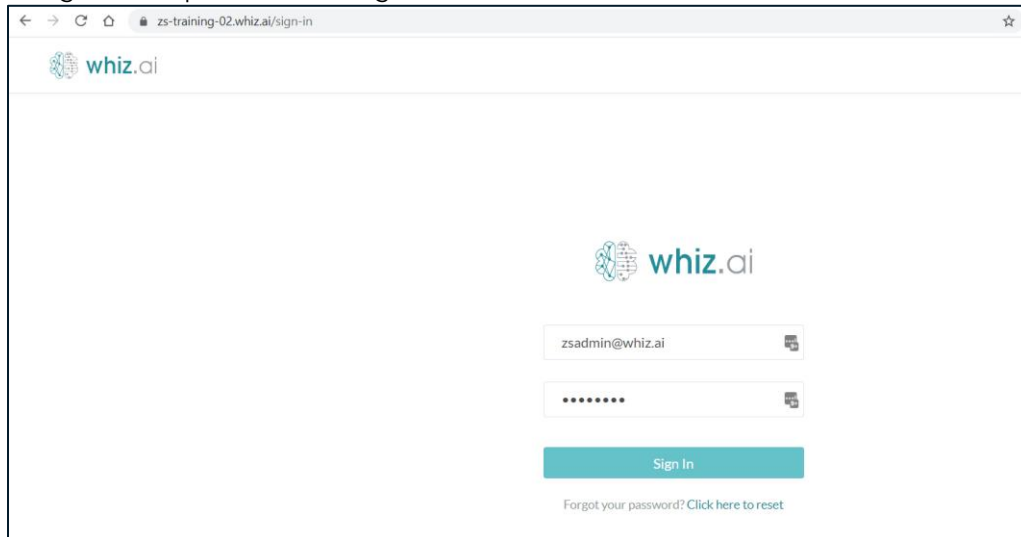 zs-training-02.whiz.ai/sign-in
whiz.ai
whiz.ai
zsadmin@whiz.ai
••••••••
Sign In
Forgot your password? Click here to reset